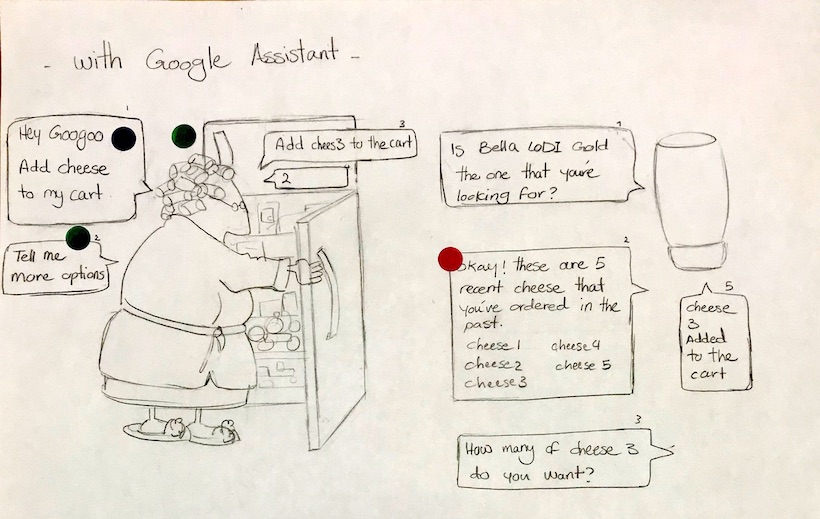 - with Google Assistant -
1
Hey Googoo
Add cheese
to my cart
2
Tell me
more options
3
Add chees3 to the cart
2
1
Is Bella LODI Gold
the one that you're
looking for?
2
okay! these are 5
recent cheese that
you've ordered in the
past.
cheese 1 cheese 4
cheese 2 cheese 5
cheese 3
3
How many of cheese 3
do you want?
5
cheese
3
Added
to the
cart